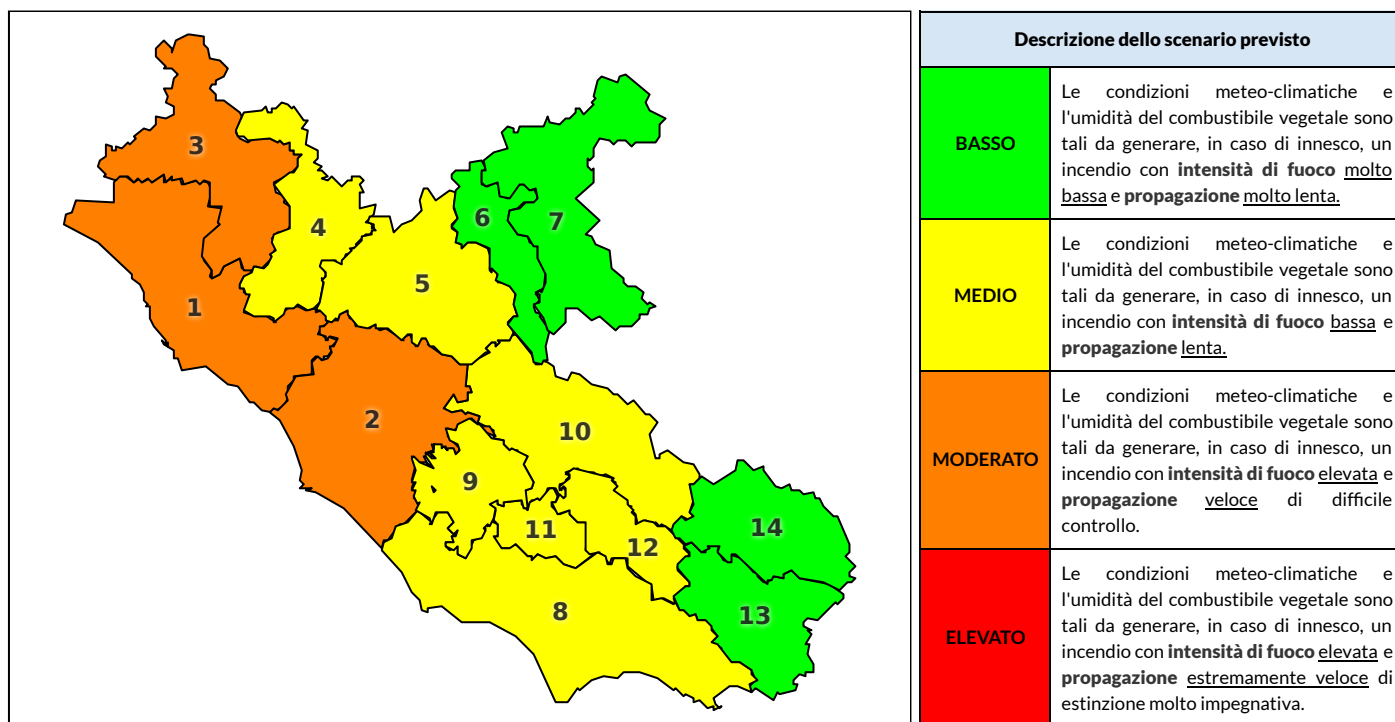 3
4
6
7
5
1
2
10
9
11
12
14
8
13
Descrizione dello scenario previsto
BASSO
Le condizioni meteo-climatiche e
l'umidità del combustibile vegetale sono
tali da generare, in caso di innesco, un
incendio con intensità di fuoco molto
bassa e propagazione molto lenta.
MEDIO
Le condizioni meteo-climatiche e
l'umidità del combustibile vegetale sono
tali da generare, in caso di innesco, un
incendio con intensità di fuoco bassa e
propagazione lenta.
MODERATO
Le condizioni meteo-climatiche e
l'umidità del combustibile vegetale sono
tali da generare, in caso di innesco, un
incendio con intensità di fuoco elevata e
propagazione veloce di difficile
controllo.
ELEVATO
Le condizioni meteo-climatiche e
l'umidità del combustibile vegetale sono
tali da generare, in caso di innesco, un
incendio con intensità di fuoco elevata e
propagazione estremamente veloce di
estinzione molto impegnativa.